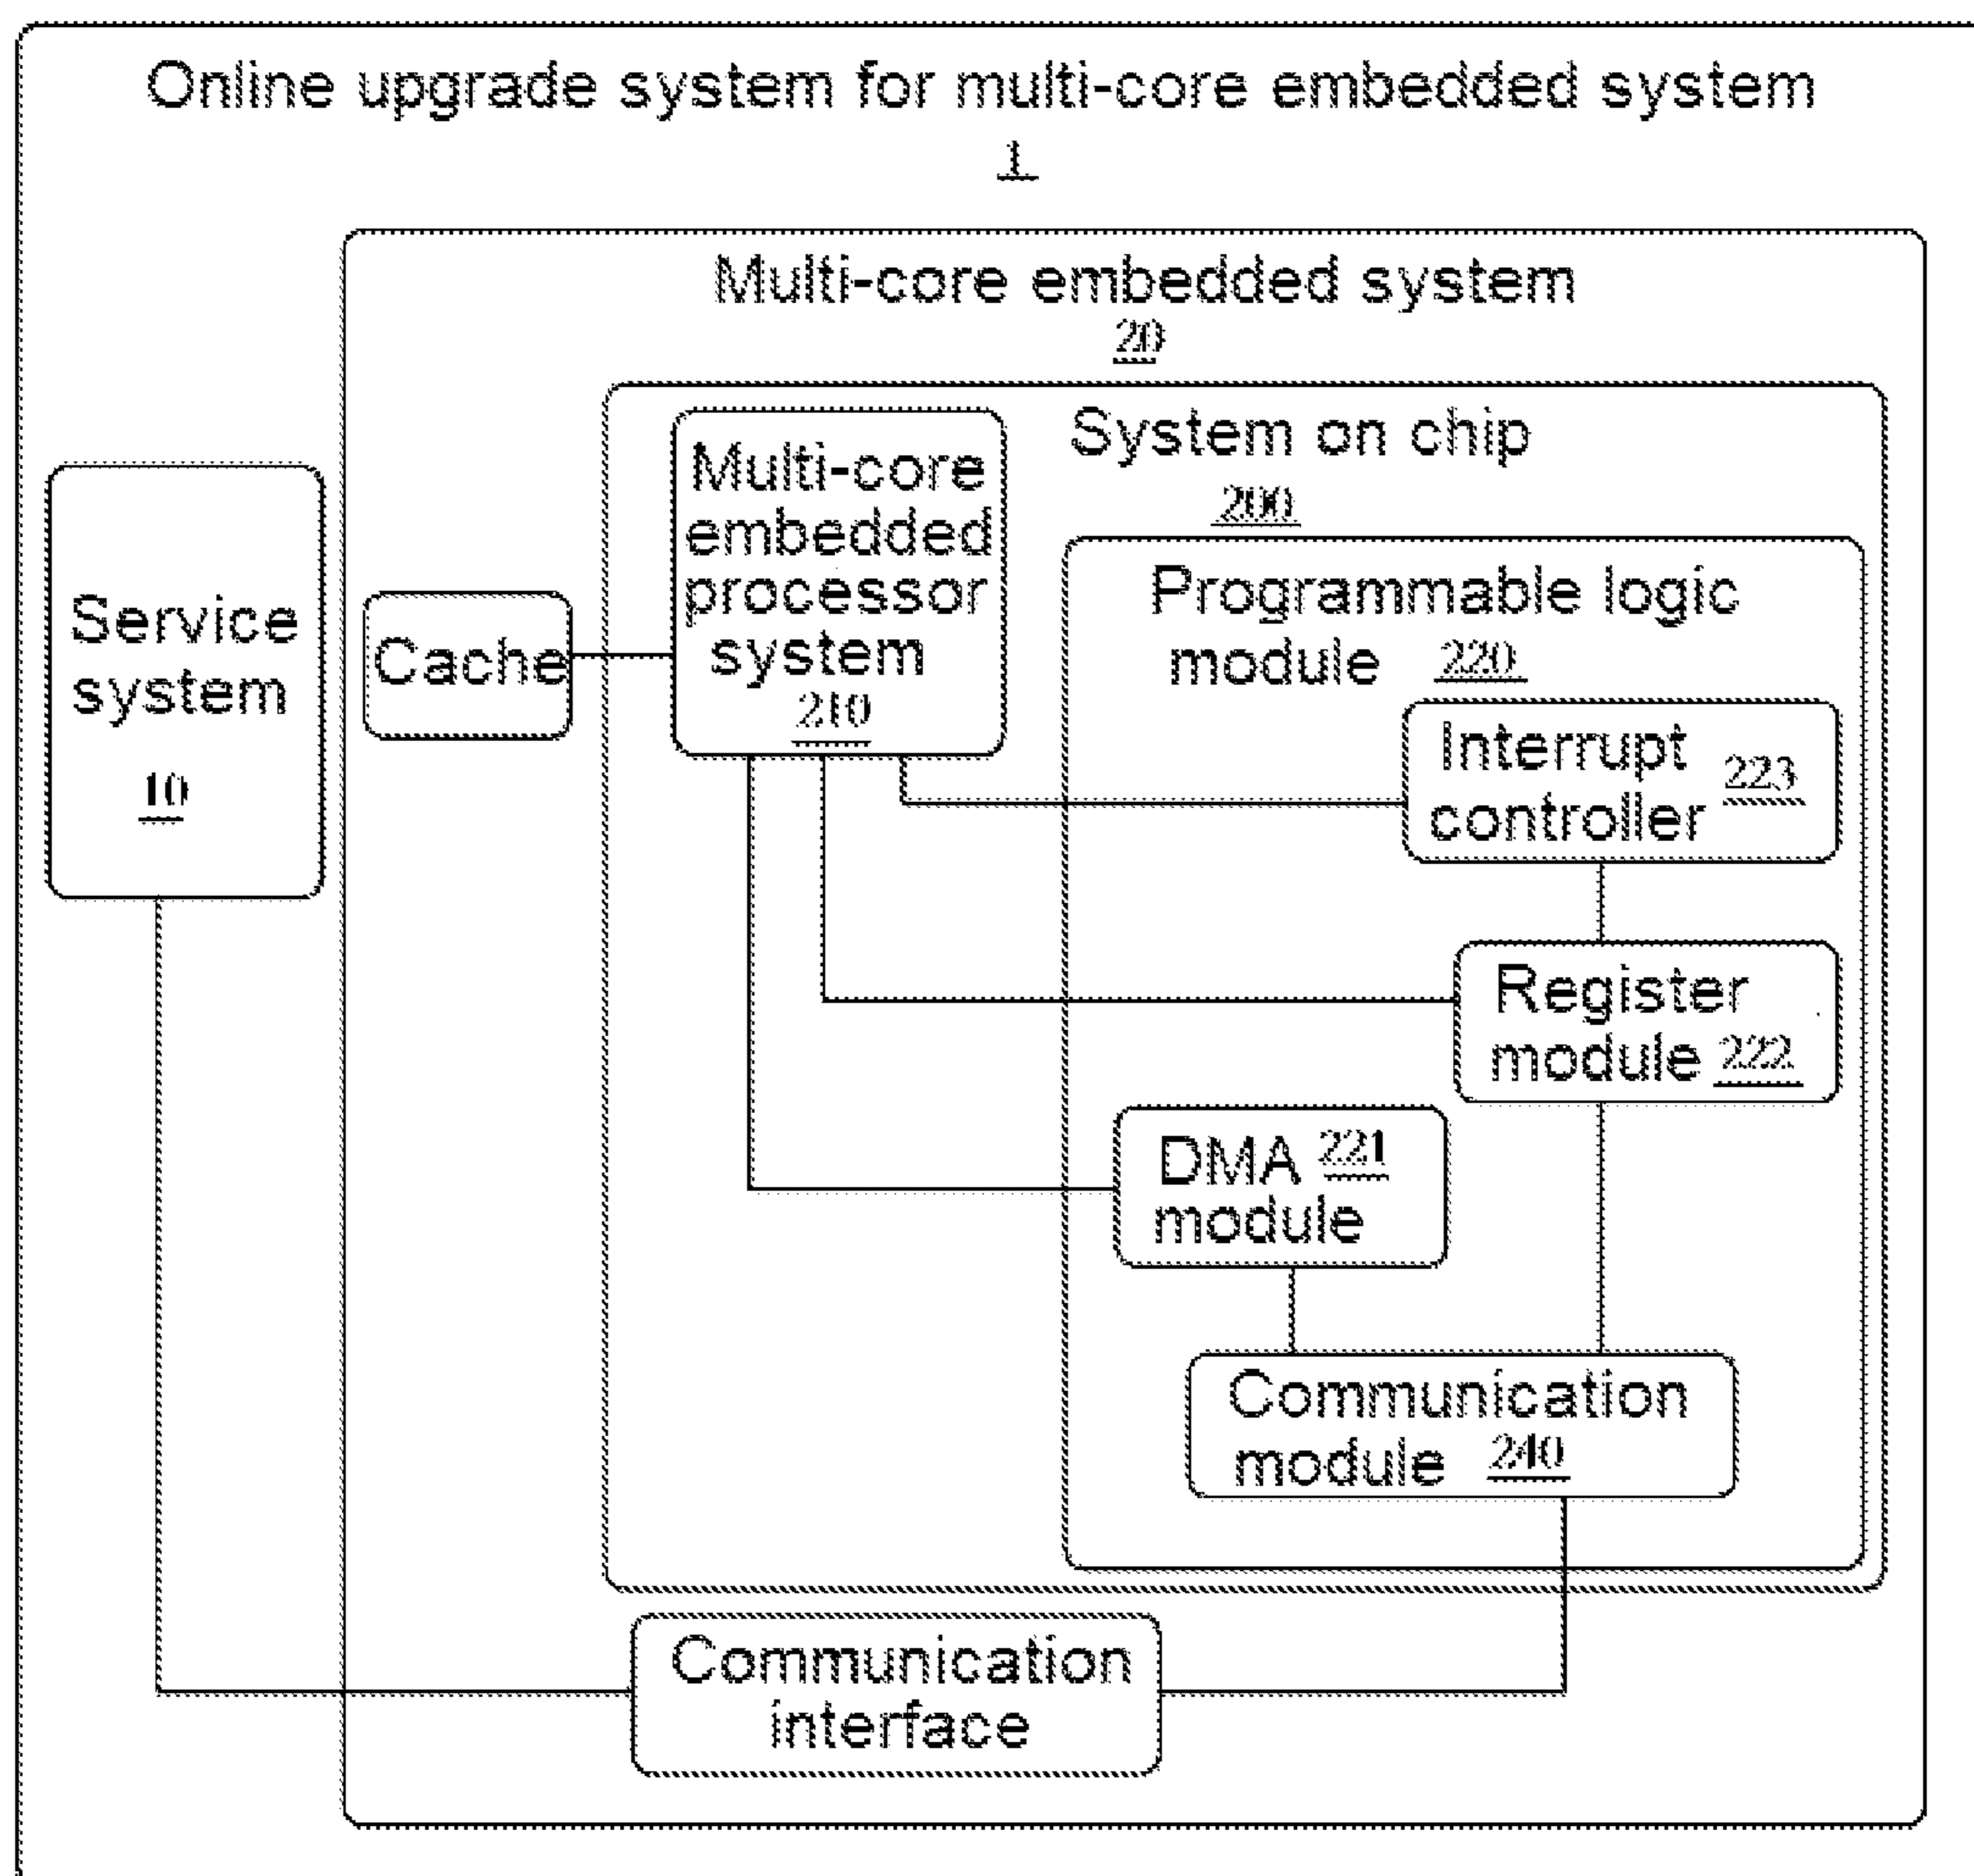 Online upgrade system for multi-core embedded system
1
Multi-core embedded system
20
System on chip
200
Multi-core
embedded
processor
system
210
Programmable logic
module 220
Service
system
10
Cache
Interrupt
controller 223
Register
module 222
DMA 221
module
Communication
module 240
Communication
interface